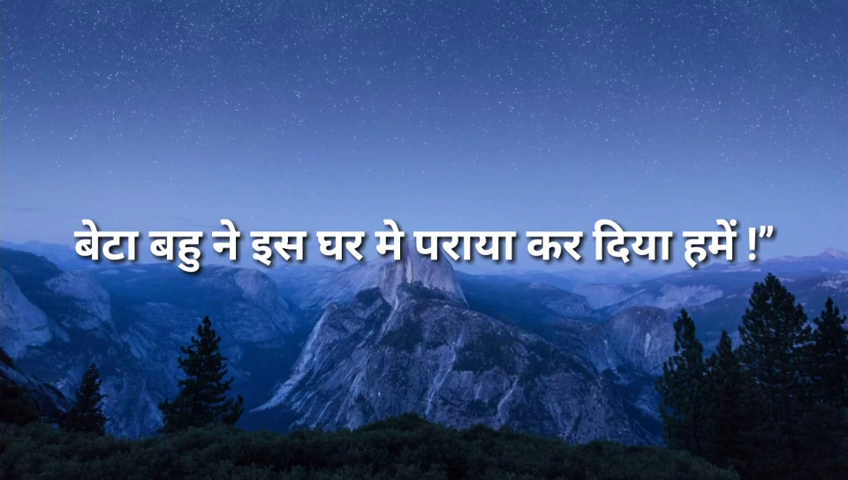 बेटा बहु ने इस घर मे पराया कर दिया हमें !”